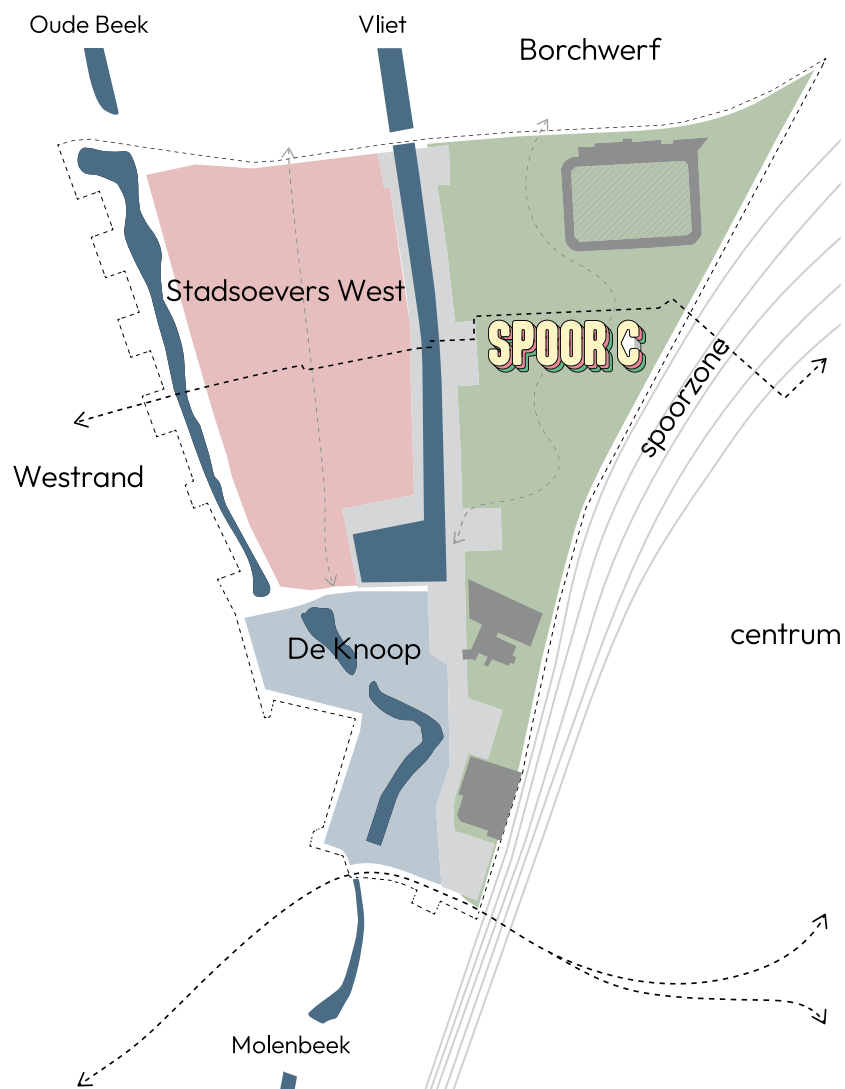 Oude Beek
Vliet
Borchwerf
Stadsoevers West
SPOOR C
spoorzone
Westrand
centrum
De Knoop
Molenbeek